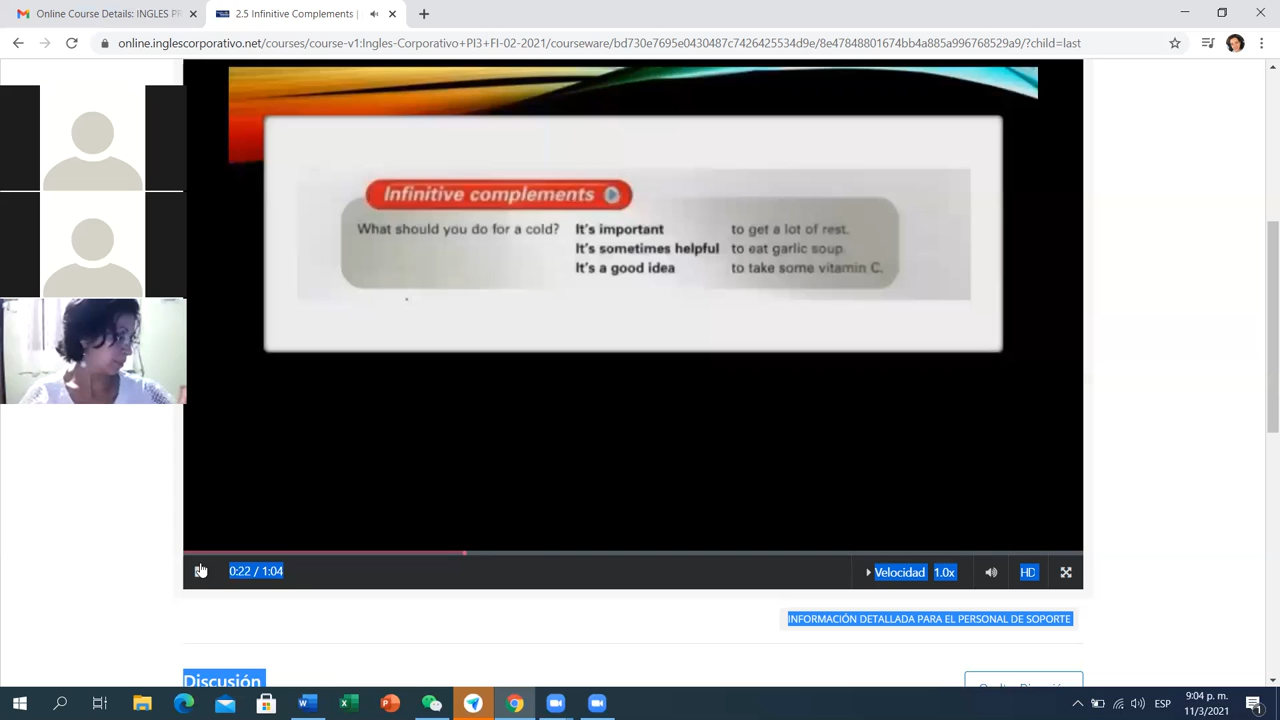 Online Course Details: INGLES PR
2.5 Infinitive Complements |
online.inglescorporativo.net/courses/course-v1:Ingles-Corporativo+PI3+FI-02-2021/courseware/bd730e7695e0430487c7426425534d9e/8e47848801674bb4a885a996768529a9/?child=last
Infinitive complements
What should you do for a cold? It's important to get a lot of rest.
It's sometimes helpful to eat garlic soup.
It's a good idea to take some vitamin C.
0:22 / 1:04
Velocidad 1.0x
HD
INFORMACIÓN DETALLADA PARA EL PERSONAL DE SOPORTE
Discusión
ESP
9:04 p. m.
11/3/2021